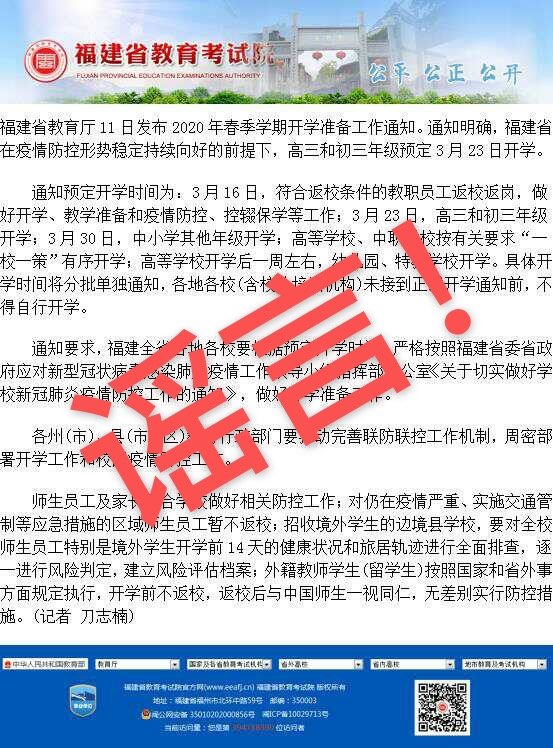 福建省教育考试院
FUJIAN PROVINCIAL EDUCATION EXAMINATIONS AUTHORITY
公平 公正 公开
福建省教育厅11日发布2020年春季学期开学准备工作通知。通知明确，福建省
在疫情防控形势稳定持续向好的前提下，高三和初三年级预定3月23日开学。
通知预定开学时间为：3月16日，符合返校条件的教职员工返校返岗，做
好开学、教学准备和疫情防控、控辍保学等工作；3月23日，高三和初三年级
开学；3月30日，中小学其他年级开学；高等学校、中职 校按有关要求“一
校一策”有序开学；高等学校开学后一周左右，幼儿园、特 学校开学。具体开
学时间将分批单独通知，各地各校(含校 培 机构)未接到正 开学通知前，不
得自行开学。
通知要求，福建全省各地各校要 据预定开学时 ，严格按照福建省委省政
府应对新型冠状病毒感染肺 疫情工作 导小 指挥部 公室《关于切实做好学
校新冠肺炎疫情防控工作的通知》，做好 学准备工作。
各州(市)、县(市 区) 行 部门要 动完善联防联控工作机制，周密部
署开学工作和校 疫情 控工 。
师生员工及家长 合学校做好相关防控工作；对仍在疫情严重、实施交通管
制等应急措施的区域师生员工暂不返校；招收境外学生的边境县学校，要对全校
师生员工特别是境外学生开学前14天的健康状况和旅居轨迹进行全面排查，逐
一进行风险判定，建立风险评估档案；外籍教师学生(留学生)按照国家和省外事
方面规定执行，开学前不返校，返校后与中国师生一视同仁，无差别实行防控措
施。(记者 刀志楠)
谣言！
中华人民共和国教育部 教育厅 国家及各省教育考试机构 省外高校 省内高校 地市教育及考试机构
福建省教育考试院官方网(www.eeafj.cn) 福建省教育考试院 版权所有
地址：福建省福州市北环中路59号 邮编：350003
闽公网安备 35010202000856号 闽ICP备10029713号
当前访问量：您是第 位访问者